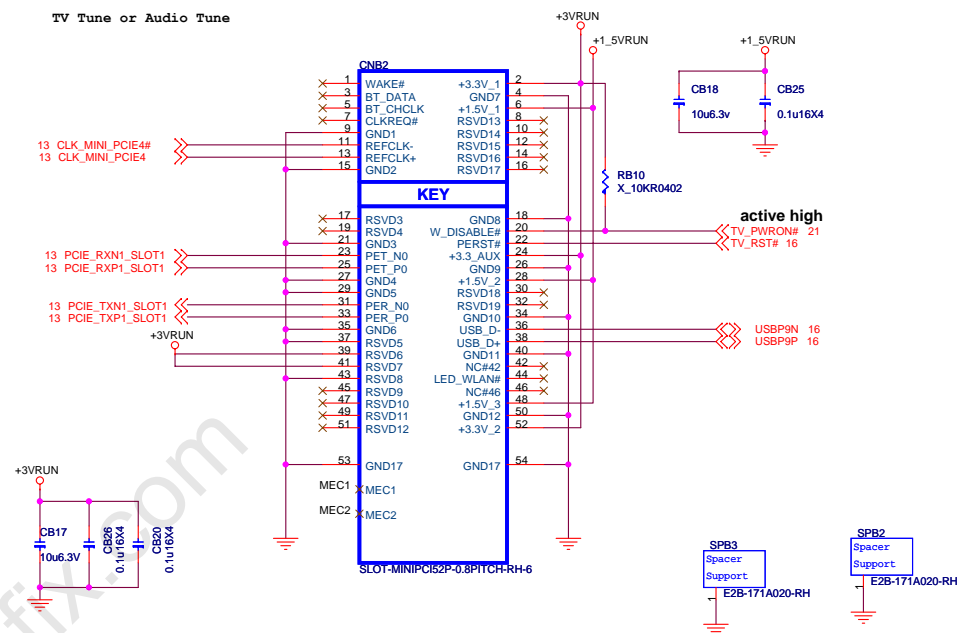 TV Tune or Audio Tune
+3VRUN
+1_5VRUN
+1_5VRUN
CNB2
1 WAKE# +3.3V_1 2
3 BT_DATA GND7 4
5 BT_CHCLK +1.5V_1 6
7 CLKREQ# RSVD13 8
9 GND1 RSVD14 10
13 CLK_MINI_PCIE4# 11 REFCLK- RSVD15 12
13 CLK_MINI_PCIE4 13 REFCLK+ RSVD16 14
15 GND2 RSVD17 16
CB18
10u6.3v
CB25
0.1u16X4
KEY
RB10
X_10KR0402
active high
17 RSVD3 GND8 18
19 RSVD4 W_DISABLE# 20 TV_PWRON# 21
21 GND3 PERST# 22 TV_RST# 16
13 PCIE_RXN1_SLOT1 23 PET_N0 +3.3_AUX 24
13 PCIE_RXP1_SLOT1 25 PET_P0 GND9 26
27 GND4 +1.5V_2 28
29 GND5 RSVD18 30
13 PCIE_TXN1_SLOT1 31 PER_N0 RSVD19 32
13 PCIE_TXP1_SLOT1 33 PER_P0 GND10 34
35 GND6 USB_D- 36 USBP9N 16
+3VRUN
37 RSVD5 USB_D+ 38 USBP9P 16
39 RSVD6 GND11 40
41 RSVD7 NC#42 42
43 RSVD8 LED_WLAN# 44
45 RSVD9 NC#46 46
47 RSVD10 +1.5V_3 48
49 RSVD11 GND12 50
51 RSVD12 +3.3V_2 52
53 GND17 GND17 54
MEC1 MEC1
MEC2 MEC2
SLOT-MINIPCI52P-0.8PITCH-RH-6
+3VRUN
CB17
10u6.3V
CB26
0.1u16X4
CB20
0.1u16X4
SPB3
Spacer
Support
1
E2B-171A020-RH
SPB2
Spacer
Support
1
E2B-171A020-RH
fix.com